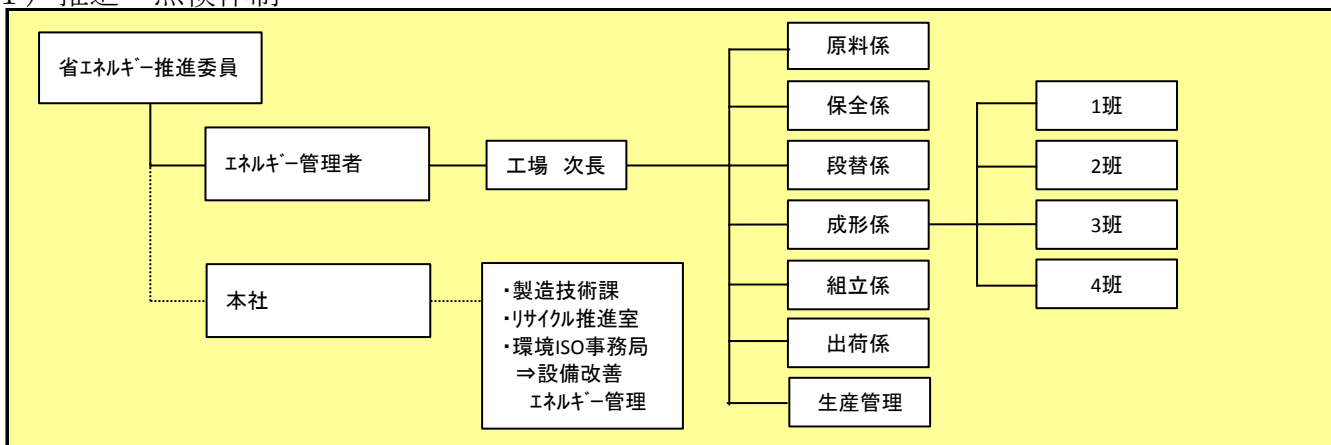 省ｴﾈﾙｷﾞｰ推進委員
ｴﾈﾙｷﾞｰ管理者
工場 次長
本社
・製造技術課
・ﾘｻｲｸﾙ推進室
・環境ISO事務局
⇒設備改善
ｴﾈﾙｷﾞｰ管理
原料係
保全係
段替係
成形係
組立係
出荷係
生産管理
1班
2班
3班
4班